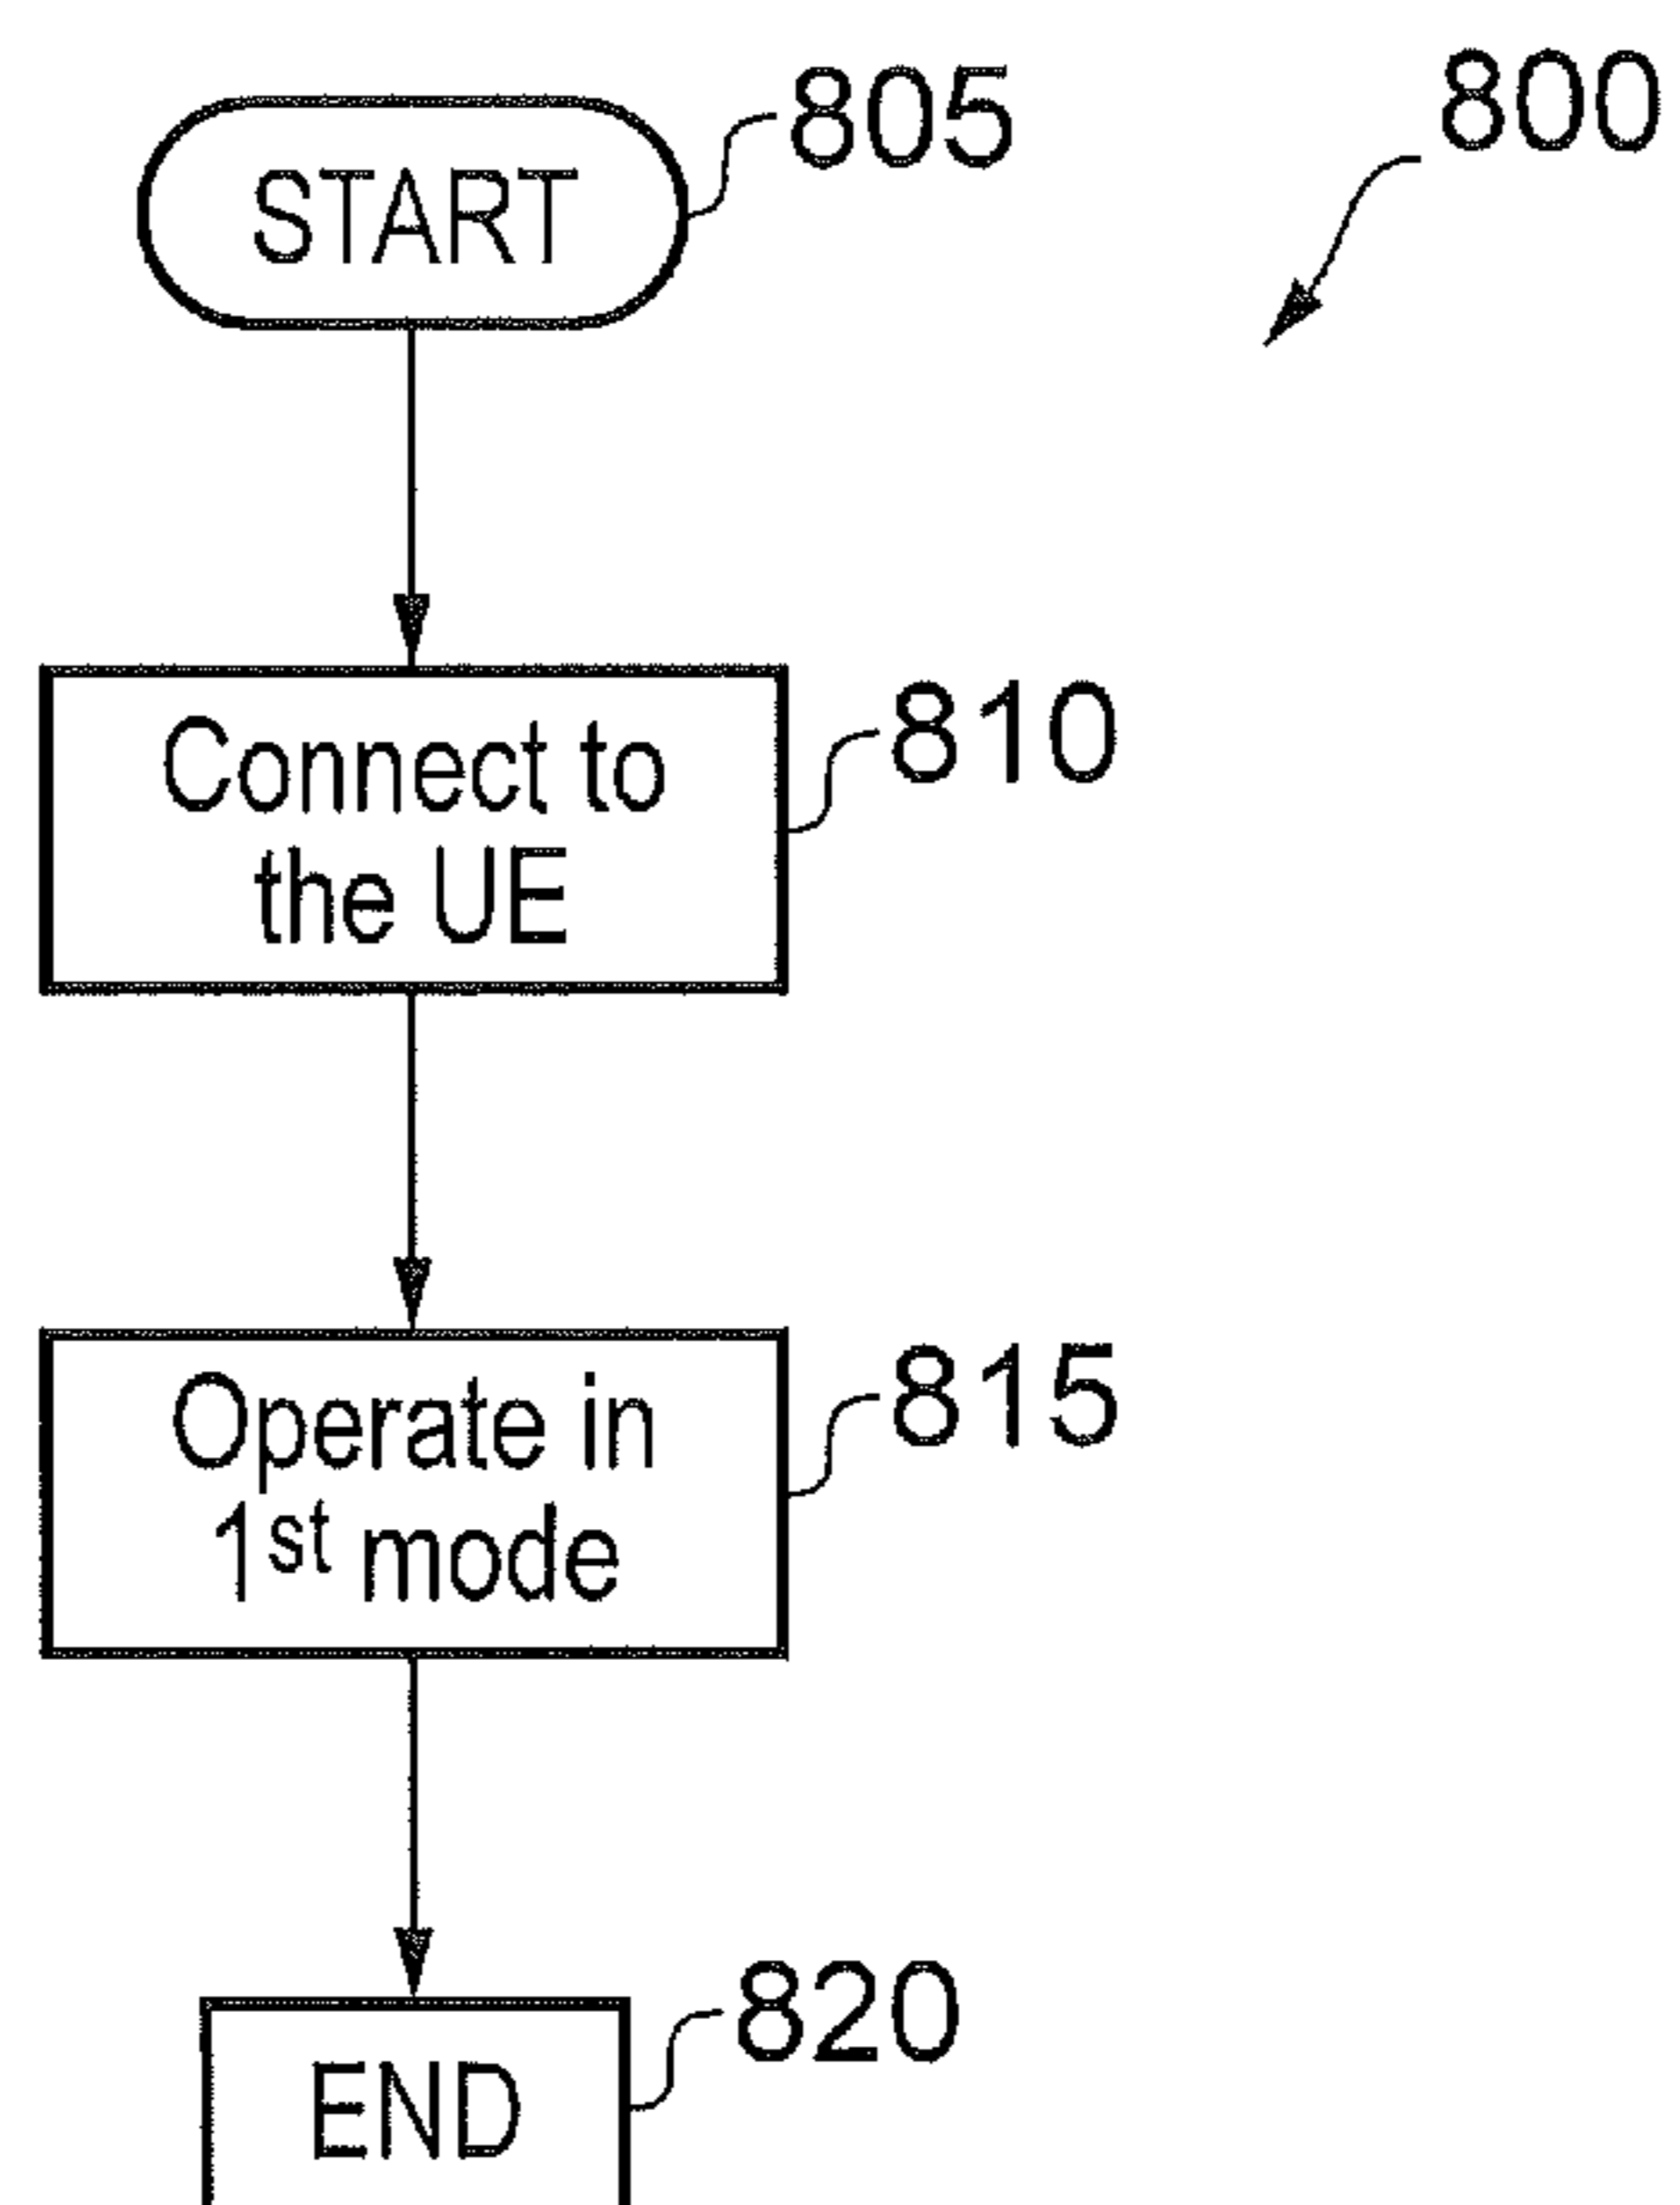 800
START
805
Connect to
the UE
810
Operate in
1st mode
815
END
820